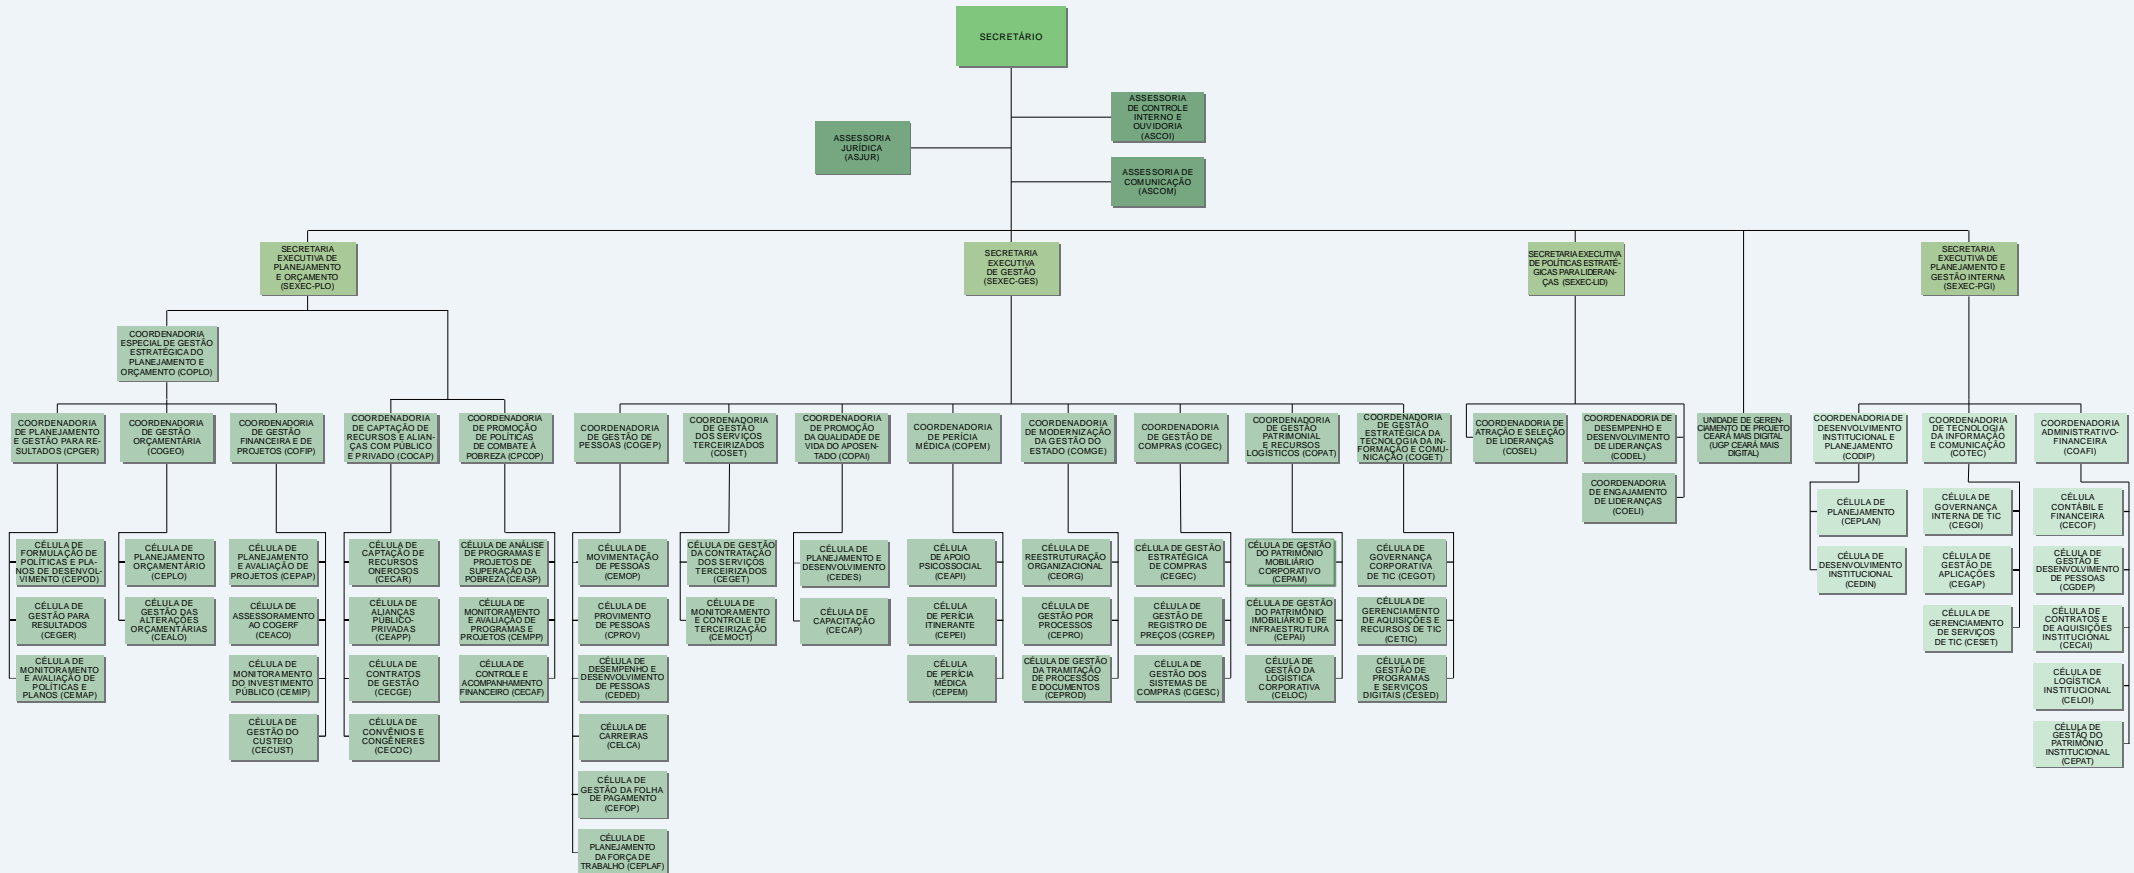 SECRETÁRIO
ASSESSORIA
DE CONTROLE
INTERNO E
OUVIDORIA
(ASCOI)
ASSESSORIA
JURÍDICA
(ASJUR)
ASSESSORIA DE
COMUNICAÇÃO
(ASCOM)
SECRETARIA
EXECUTIVA DE
PLANEJAMENTO
E ORÇAMENTO
(SEXEC-PLO)
SECRETARIA
EXECUTIVA
DE GESTÃO
(SEXEC-GES)
SECRETARIA EXECUTIVA
DE POLÍTICAS ESTRATÉ-
GICAS PARA LIDERAN-
ÇAS (SEXEC-LID)
SECRETARIA
EXECUTIVA DE
PLANEJAMENTO E
GESTÃO INTERNA
(SEXEC-PGI)
COORDENADORIA
ESPECIAL DE GESTÃO
ESTRATÉGICA DO
PLANEJAMENTO E
ORÇAMENTO (COPLO)
COORDENADORIA
DE PLANEJAMENTO
E GESTÃO PARA RE-
SULTADOS (CPGER)
COORDENADORIA
DE GESTÃO
ORÇAMENTÁRIA
(COGEO)
COORDENADORIA
DE GESTÃO
FINANCEIRA E DE
PROJETOS (COFIP)
COORDENADORIA
DE CAPTAÇÃO DE
RECURSOS E ALIAN-
ÇAS COM PÚBLICO
E PRIVADO (COCAP)
COORDENADORIA
DE PROMOÇÃO
DE POLÍTICAS
DE COMBATE À
POBREZA (CPCOP)
COORDENADORIA
DE GESTÃO DE
PESSOAS (COGEP)
COORDENADORIA
DE GESTÃO
DOS SERVIÇOS
TERCEIRIZADOS
(COSET)
COORDENADORIA
DE PROMOÇÃO
DA QUALIDADE DE
VIDA DO APOSEN-
TADO (COPAI)
COORDENADORIA
DE PERÍCIA
MÉDICA (COPEM)
COORDENADORIA
DE MODERNIZAÇÃO
DA GESTÃO DO
ESTADO (COMGE)
COORDENADORIA
DE GESTÃO DE
COMPRAS (COGEC)
COORDENADORIA
DE GESTÃO
PATRIMONIAL
E RECURSOS
LOGÍSTICOS (COPAT)
COORDENADORIA
DE GESTÃO
ESTRATÉGICA DA
TECNOLOGIA DA IN-
FORMAÇÃO E COMU-
NICAÇÃO (COGET)
COORDENADORIA DE
ATRAÇÃO E SELEÇÃO
DE LIDERANÇAS
(COSEL)
COORDENADORIA DE
DESEMPENHO E
DESENVOLVIMENTO
DE LIDERANÇAS
(CODEL)
COORDENADORIA
DE ENGAJAMENTO
DE LIDERANÇAS
(COELI)
UNIDADE DE GEREN-
CIAMENTO DE PROJETO
CEARÁ MAIS DIGITAL
(UGP CEARÁ MAIS
DIGITAL)
COORDENADORIA DE
DESENVOLVIMENTO
INSTITUCIONAL E
PLANEJAMENTO
(CODIP)
COORDENADORIA
DE TECNOLOGIA
DA INFORMAÇÃO
E COMUNICAÇÃO
(COTEC)
COORDENADORIA
ADMINISTRATIVO-
FINANCEIRA
(COAFI)
CÉLULA DE
FORMULAÇÃO DE
POLÍTICAS E PLA-
NOS DE DESENVOL-
VIMENTO (CEPOD)
CÉLULA DE
GESTÃO PARA
RESULTADOS
(CEGER)
CÉLULA DE
MONITORAMENTO
E AVALIAÇÃO DE
POLÍTICAS E
PLANOS (CEMAP)
CÉLULA DE
PLANEJAMENTO
ORÇAMENTÁRIO
(CEPLO)
CÉLULA DE
GESTÃO DAS
ALTERAÇÕES
ORÇAMENTÁRIAS
(CEALO)
CÉLULA DE
PLANEJAMENTO
E AVALIAÇÃO DE
PROJETOS (CEPAP)
CÉLULA DE
ASSESSORAMENTO
AO COGERF
(CEACO)
CÉLULA DE
MONITORAMENTO
DO INVESTIMENTO
PÚBLICO (CEMIP)
CÉLULA DE
GESTÃO DO
CUSTEIO
(CECUST)
CÉLULA DE
CAPTAÇÃO DE
RECURSOS
ONEROSOS
(CECAR)
CÉLULA DE
ALIANÇAS
PÚBLICO-
PRIVADAS
(CEAPP)
CÉLULA DE
CONTRATOS
DE GESTÃO
(CECGE)
CÉLULA DE
CONVÊNIOS E
CONGÊNERES
(CECOC)
CÉLULA DE ANÁLISE
DE PROGRAMAS E
PROJETOS DE
SUPERAÇÃO DA
POBREZA (CEASP)
CÉLULA DE
MONITORAMENTO
E AVALIAÇÃO DE
PROGRAMAS E
PROJETOS (CEMPP)
CÉLULA DE
CONTROLE E
ACOMPANHAMENTO
FINANCEIRO (CECAF)
CÉLULA DE
MOVIMENTAÇÃO
DE PESSOAS
(CEMOP)
CÉLULA DE
PROVIMENTO
DE PESSOAS
(CPROV)
CÉLULA DE
DESEMPENHO E
DESENVOLVIMENTO
DE PESSOAS
(CEDED)
CÉLULA DE
CARREIRAS
(CELCA)
CÉLULA DE
GESTÃO DA FOLHA
DE PAGAMENTO
(CEFOP)
CÉLULA DE
PLANEJAMENTO
DA FORÇA DE
TRABALHO (CEPLAF)
CÉLULA DE GESTÃO
DA CONTRATAÇÃO
DOS SERVIÇOS
TERCEIRIZADOS
(CEGET)
CÉLULA DE
MONITORAMENTO
E CONTROLE DE
TERCEIRIZAÇÃO
(CEMOCT)
CÉLULA DE
PLANEJAMENTO E
DESENVOLVIMENTO
(CEDES)
CÉLULA DE
CAPACITAÇÃO
(CECAP)
CÉLULA
DE APOIO
PSICOSSOCIAL
(CEAPI)
CÉLULA
DE PERÍCIA
ITINERANTE
(CEPEI)
CÉLULA
DE PERÍCIA
MÉDICA
(CEPEM)
CÉLULA DE
REESTRUTURAÇÃO
ORGANIZACIONAL
(CEORG)
CÉLULA DE
GESTÃO POR
PROCESSOS
(CEPRO)
CÉLULA DE GESTÃO
DA TRAMITAÇÃO
DE PROCESSOS
E DOCUMENTOS
(CEPROD)
CÉLULA DE GESTÃO
ESTRATÉGICA
DE COMPRAS
(CEGEC)
CÉLULA DE
GESTÃO DE
REGISTRO DE
PREÇOS (CGREP)
CÉLULA DE
GESTÃO DOS
SISTEMAS DE
COMPRAS (CGESC)
CÉLULA DE GESTÃO
DO PATRIMÔNIO
MOBILIÁRIO
CORPORATIVO
(CEPAM)
CÉLULA DE GESTÃO
DO PATRIMÔNIO
IMOBILIÁRIO E DE
INFRAESTRUTURA
(CEPAI)
CÉLULA DE
GESTÃO DA
LOGÍSTICA
CORPORATIVA
(CELOC)
CÉLULA DE
GOVERNANÇA
CORPORATIVA
DE TIC (CEGOT)
CÉLULA DE
GERENCIAMENTO
DE AQUISIÇÕES E
RECURSOS DE TIC
(CETIC)
CÉLULA DE
GESTÃO DE
PROGRAMAS
E SERVIÇOS
DIGITAIS (CESED)
CÉLULA DE
PLANEJAMENTO
(CEPLAN)
CÉLULA DE
DESENVOLVIMENTO
INSTITUCIONAL
(CEDIN)
CÉLULA DE
GOVERNANÇA
INTERNA DE TIC
(CEGOI)
CÉLULA DE
GESTÃO DE
APLICAÇÕES
(CEGAP)
CÉLULA DE
GERENCIAMENTO
DE SERVIÇOS
DE TIC (CESET)
CÉLULA
CONTÁBIL E
FINANCEIRA
(CECOF)
CÉLULA DE
GESTÃO E
DESENVOLVIMENTO
DE PESSOAS
(CGDEP)
CÉLULA DE
CONTRATOS E
DE AQUISIÇÕES
INSTITUCIONAL
(CECAI)
CÉLULA DE
LOGÍSTICA
INSTITUCIONAL
(CELOI)
CÉLULA DE
GESTÃO DO
PATRIMÔNIO
INSTITUCIONAL
(CEPAT)